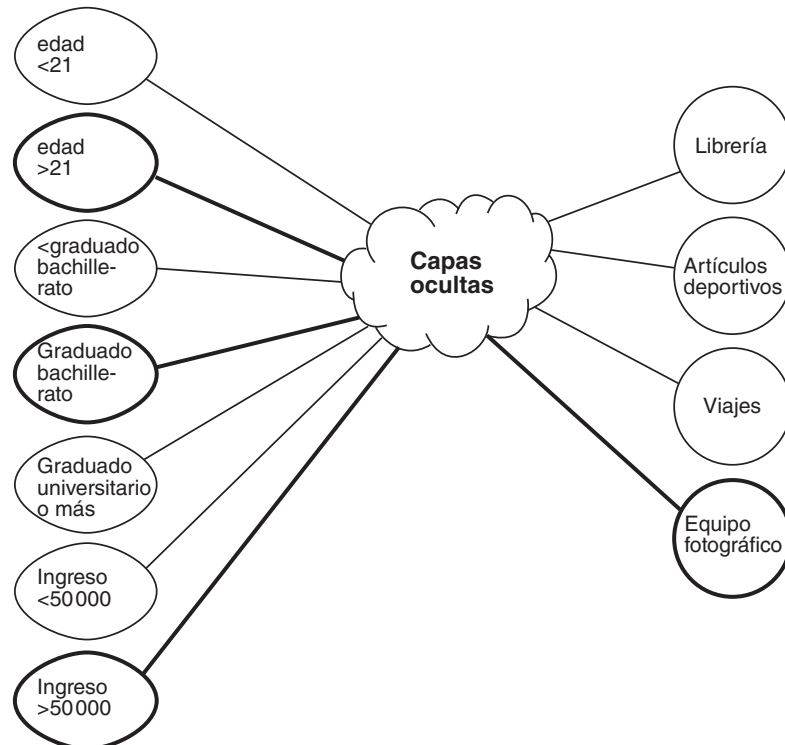 edad
<21
edad
>21
<graduado
bachille-
rato
Graduado
bachille-
rato
Graduado
universitario
o más
Ingreso
<50 000
Ingreso
>50 000
Capas
ocultas
Librería
Artículos
deportivos
Viajes
Equipo
fotográfico